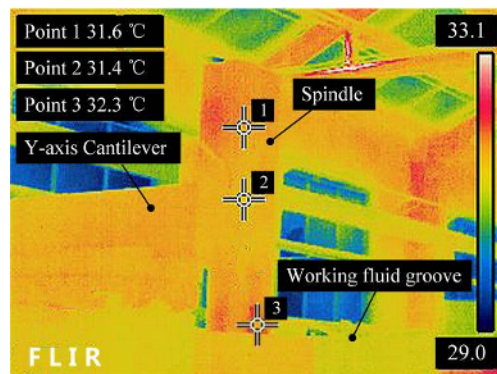 Point 1 31.6 ℃
33.1
Point 2 31.4 ℃
Point 3 32.3 ℃
1
Spindle
Y-axis Cantilever
2
Working fluid groove
3
FLIR
29.0